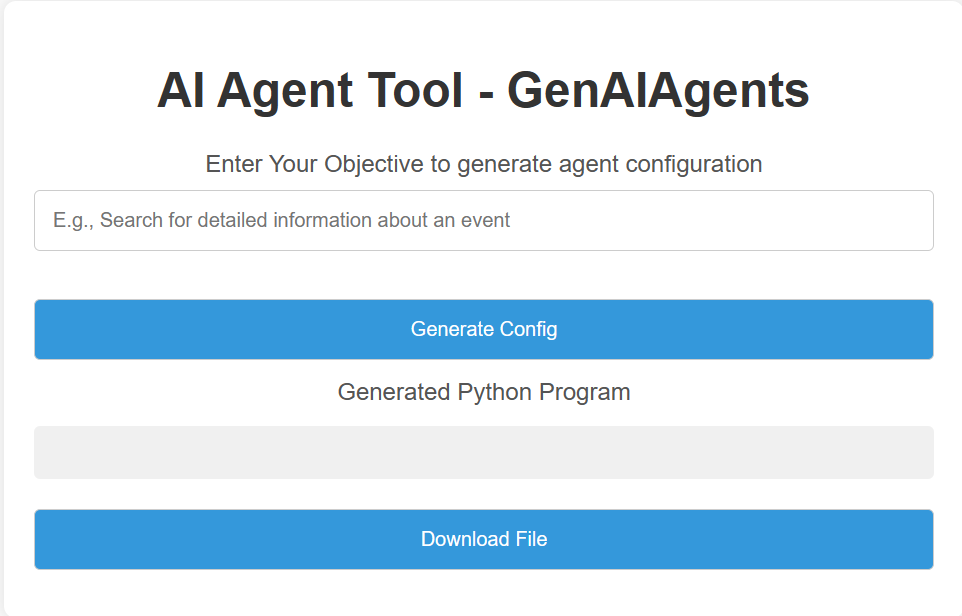 AI Agent Tool - GenAIAgents
Enter Your Objective to generate agent configuration
E.g., Search for detailed information about an event
Generate Config
Generated Python Program
Download File